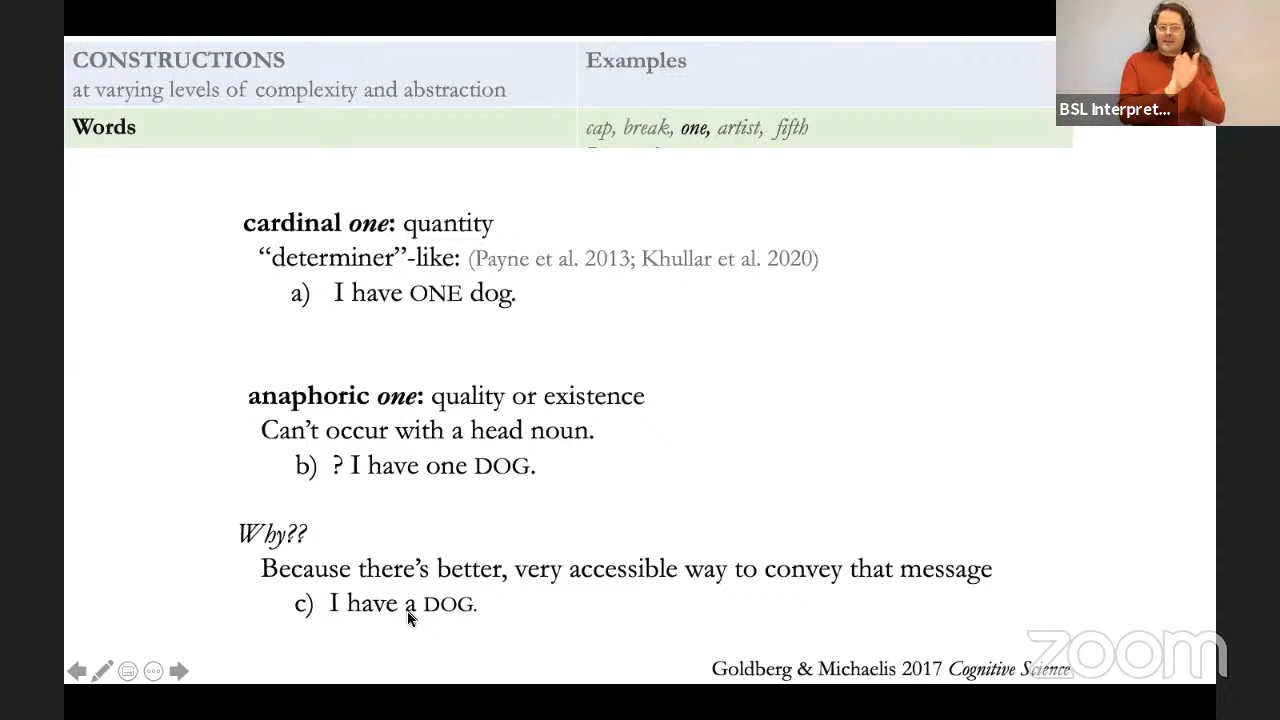 CONSTRUCTIONS
at varying levels of complexity and abstraction
Examples
Words
cap, break, one, artist, fifth
BSL Interpret...
cardinal one: quantity
“determiner”-like: (Payne et al. 2013; Khullar et al. 2020)
a) I have ONE dog.
anaphoric one: quality or existence
Can’t occur with a head noun.
b) ? I have one DOG.
Why??
Because there’s better, very accessible way to convey that message
c) I have a DOG.
Goldberg & Michaelis 2017 Cognitive Science
zoom